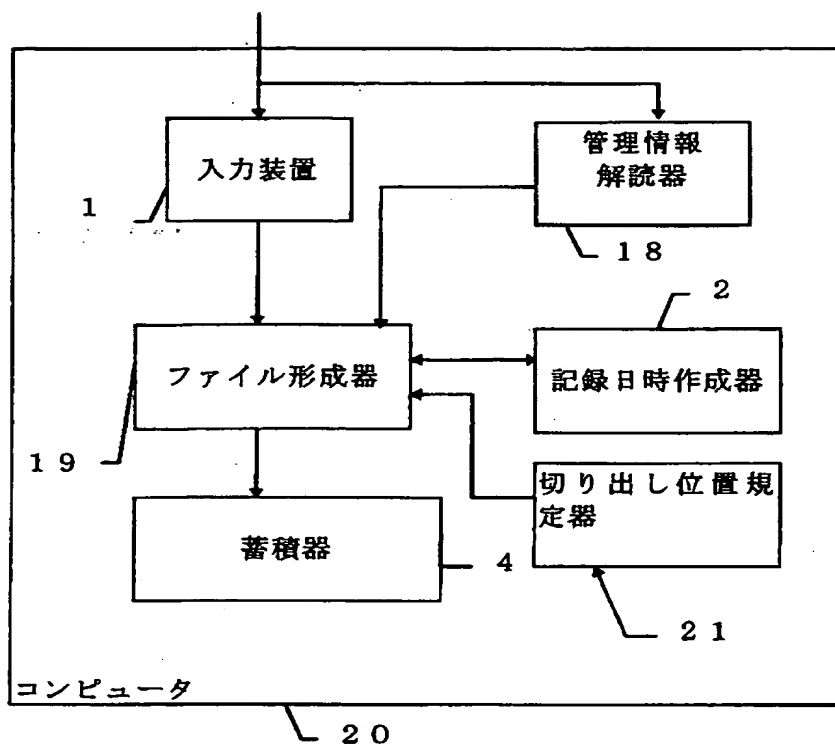 入力装置
管理情報
解読器
1
18
2
ファイル形成器
記録日時作成器
19
切り出し位置規
定器
蓄積器
4
21
コンピュータ
20